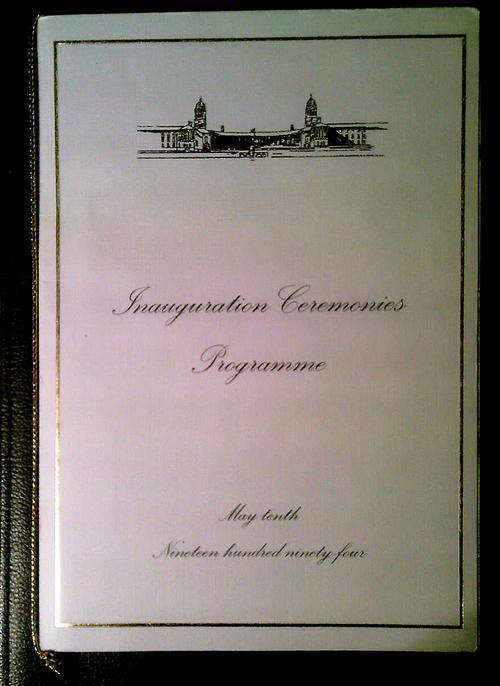 Inauguration Ceremonies
Programme
May tenth
Nineteen hundred ninety four